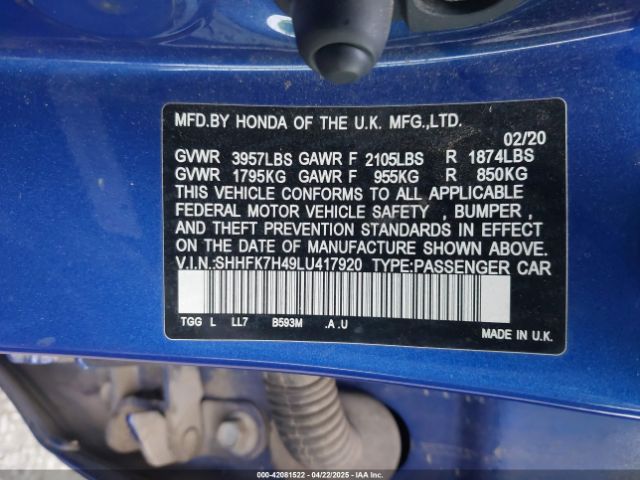 MFD.BY HONDA OF THE U.K. MFG.,LTD.
02/20
GVWR 3957LBS GAWR F 2105LBS R 1874LBS
GVWR 1795KG GAWR F 955KG R 850KG
THIS VEHICLE CONFORMS TO ALL APPLICABLE
FEDERAL MOTOR VEHICLE SAFETY , BUMPER ,
AND THEFT PREVENTION STANDARDS IN EFFECT
ON THE DATE OF MANUFACTURE SHOWN ABOVE.
V.I.N.:SHHFK7H49LU417920 TYPE:PASSENGER CAR
TGG L LL7 B593M .A.U
MADE IN U.K.
000-42081522 - 04/22/2025 - IAAI.COM